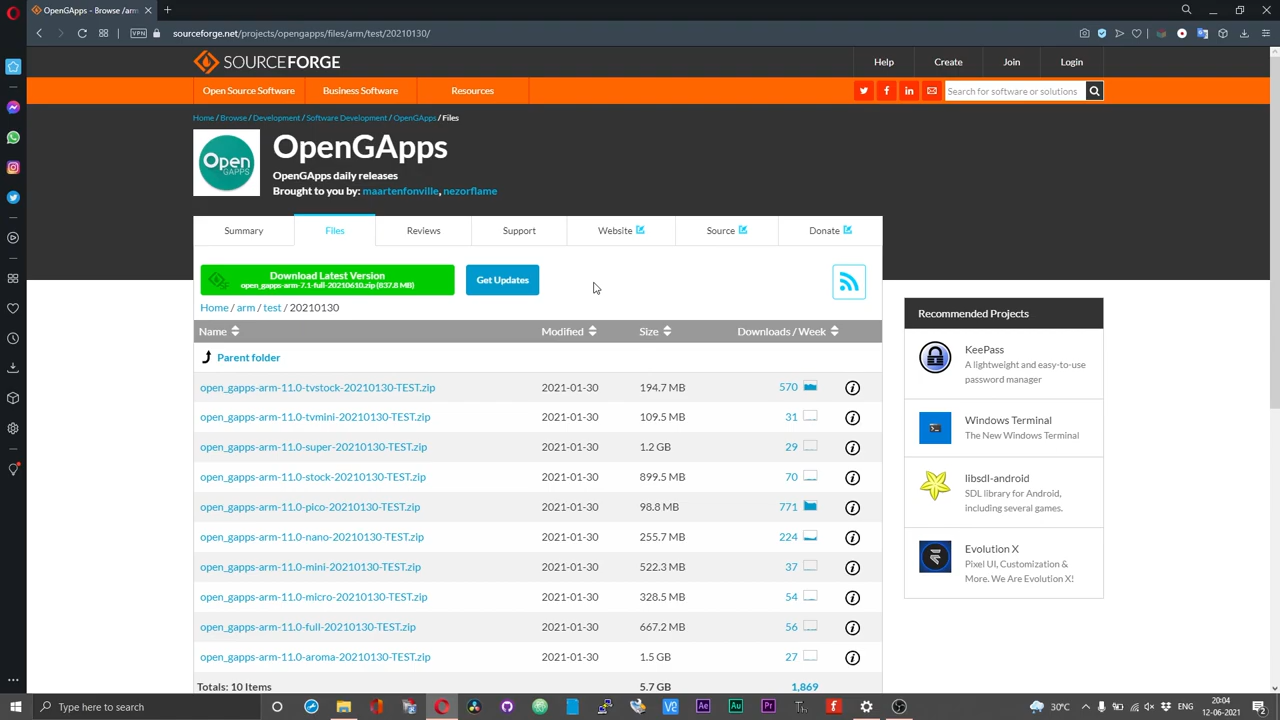 OpenGApps - Browse /arm
VPN
sourceforge.net/projects/opengapps/files/arm/test/20210130/
SOURCEFORGE
Help
Create
Join
Login
Open Source Software
Business Software
Resources
Search for software or solutions
Home / Browse / Development / Software Development / OpenGApps / Files
Open
GAPPS
OpenGApps
OpenGApps daily releases
Brought to you by: maartenfonville, nezorflame
Summary
Files
Reviews
Support
Website
Source
Donate
Download Latest Version
open_gapps-arm-7.1-full-20210610.zip (837.8 MB)
Get Updates
Home / arm / test / 20210130
Name Modified Size Downloads / Week
Parent folder
open_gapps-arm-11.0-tvstock-20210130-TEST.zip 2021-01-30 194.7 MB 570
open_gapps-arm-11.0-tvmini-20210130-TEST.zip 2021-01-30 109.5 MB 31
open_gapps-arm-11.0-super-20210130-TEST.zip 2021-01-30 1.2 GB 29
open_gapps-arm-11.0-stock-20210130-TEST.zip 2021-01-30 899.5 MB 70
open_gapps-arm-11.0-pico-20210130-TEST.zip 2021-01-30 98.8 MB 771
open_gapps-arm-11.0-nano-20210130-TEST.zip 2021-01-30 255.7 MB 224
open_gapps-arm-11.0-mini-20210130-TEST.zip 2021-01-30 522.3 MB 37
open_gapps-arm-11.0-micro-20210130-TEST.zip 2021-01-30 328.5 MB 54
open_gapps-arm-11.0-full-20210130-TEST.zip 2021-01-30 667.2 MB 56
open_gapps-arm-11.0-aroma-20210130-TEST.zip 2021-01-30 1.5 GB 27
Totals: 10 Items 5.7 GB 1,869
Recommended Projects
KeePass
A lightweight and easy-to-use
password manager
Windows Terminal
The New Windows Terminal
libsdl-android
SDL library for Android,
including several games.
Evolution X
Pixel UI, Customization &
More. We Are Evolution X!
Type here to search
Ae
Au
Pr
30°C
ENG
20:04
12-06-2021
2